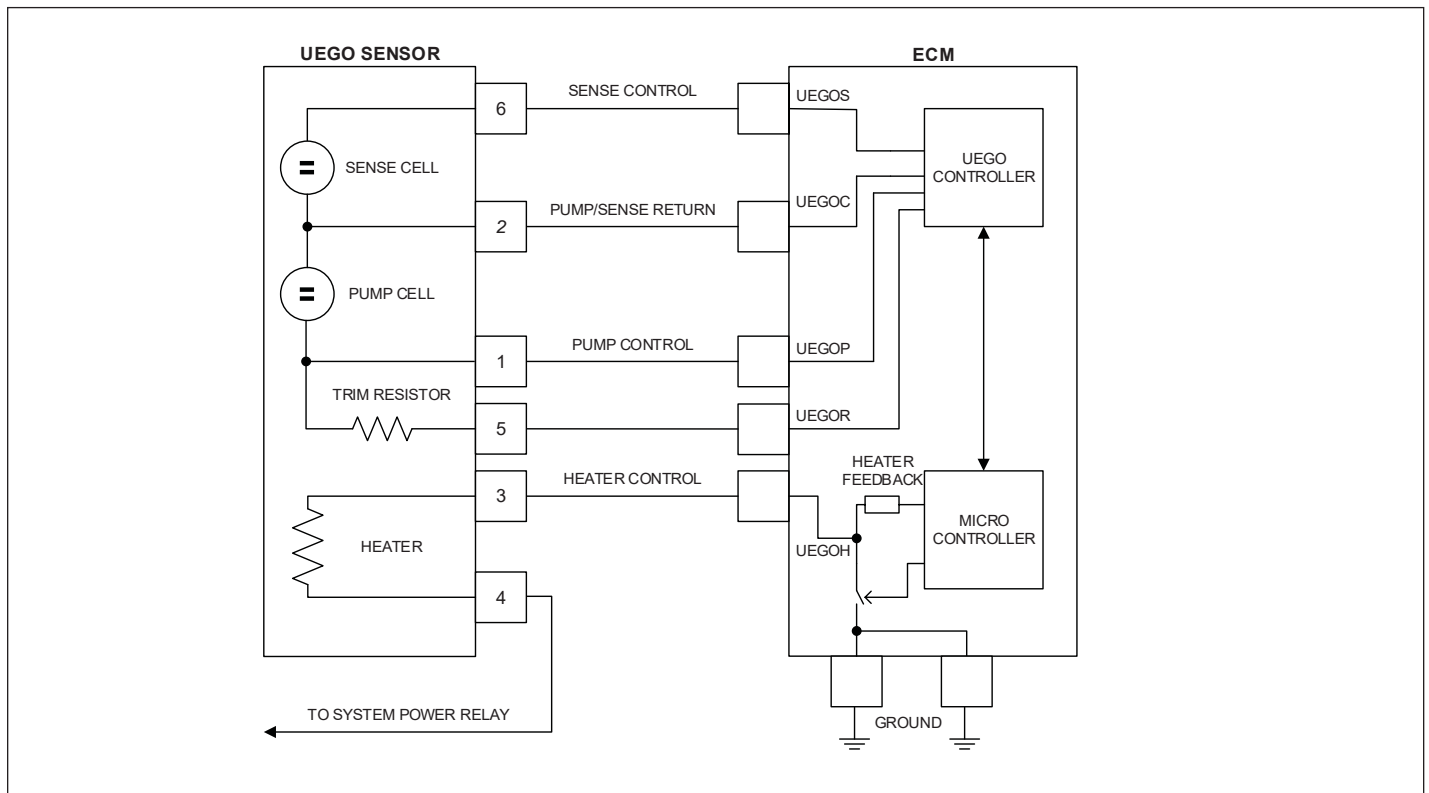 UEGO SENSOR
ECM
6
SENSE CONTROL
UEGOS
SENSE CELL
UEGO
CONTROLLER
2
PUMP/SENSE RETURN
UEGOC
PUMP CELL
1
PUMP CONTROL
UEGOP
TRIM RESISTOR
5
UEGOR
3
HEATER CONTROL
HEATER
FEEDBACK
MICRO
CONTROLLER
HEATER
UEGOH
4
TO SYSTEM POWER RELAY
GROUND